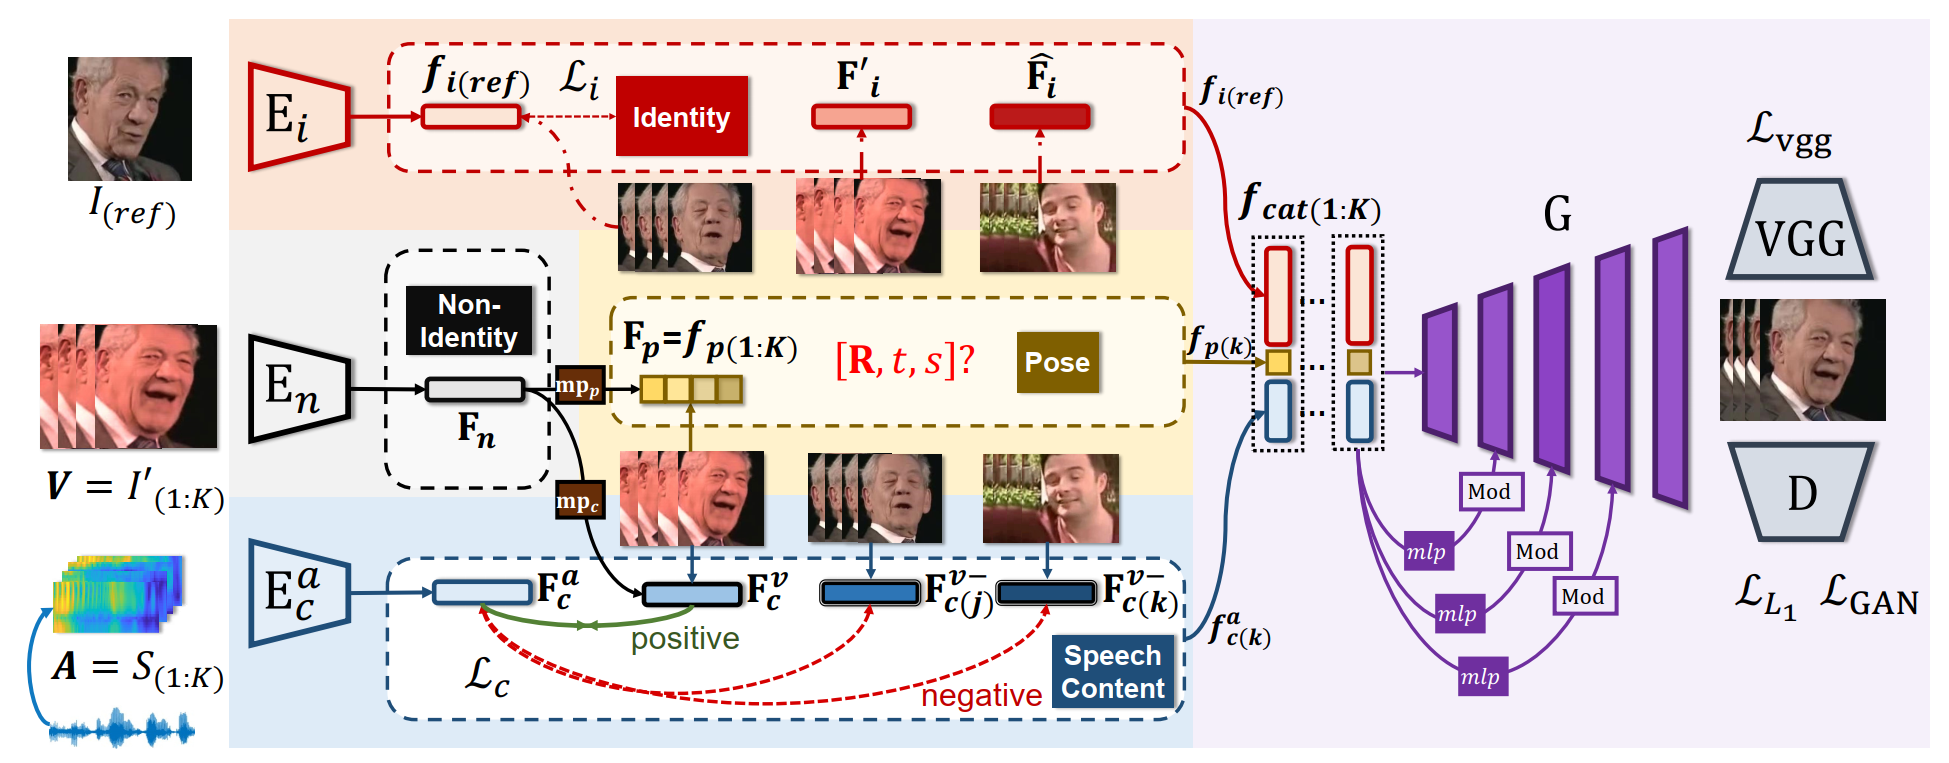 I(ref)
E_i
f_i(ref)
ℒ_i
Identity
F'_i
F̂_i
f_i(ref)
f_cat(1:K)
G
ℒ_vgg
VGG
V = I'(1:K)
E_n
Non-
Identity
F_n
mp_p
mp_c
F_p=f_p(1:K)
[R, t, s]?
Pose
f_p(k)
...
...
...
Mod
Mod
Mod
mlp
mlp
mlp
D
ℒ_L1 ℒ_GAN
A = S(1:K)
E_c^a
F_c^a
F_c^v
F_c(j)^v−
F_c(k)^v−
positive
ℒ_c
negative
Speech
Content
f_c(k)^a